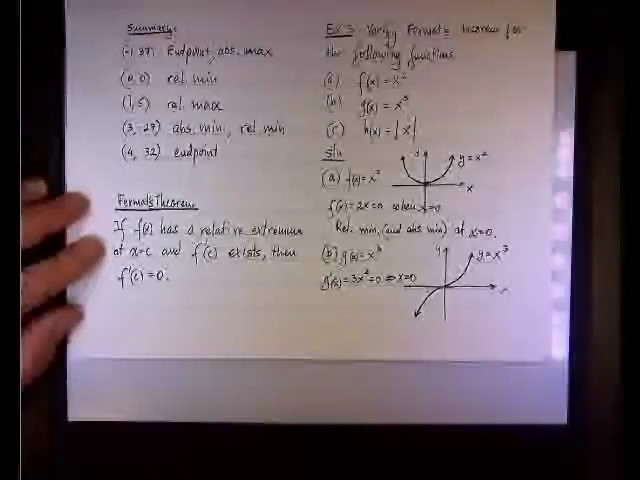 Summary:
(-1, 37) Endpoint, abs. max
(0, 0) rel. min
(1, 5) rel. max
(3, -27) abs. min, rel. min
(4, 32) endpoint
Fermat's Theorem
If f(x) has a relative extremum
at x=c and f'(c) exists, then
f'(c)=0.
Ex 3 Verify Fermat's theorem for
the following functions
(a) f(x) = x²
(b) g(x) = x³
(c) h(x) = |x|
sln
(a) f(x) = x²
y
y = x²
x
f'(x) = 2x = 0 when x=0
Rel. min, (and abs min) at x=0.
(b) g(x) = x³
y
y = x³
g'(x) = 3x² = 0 ⇒ x=0
x